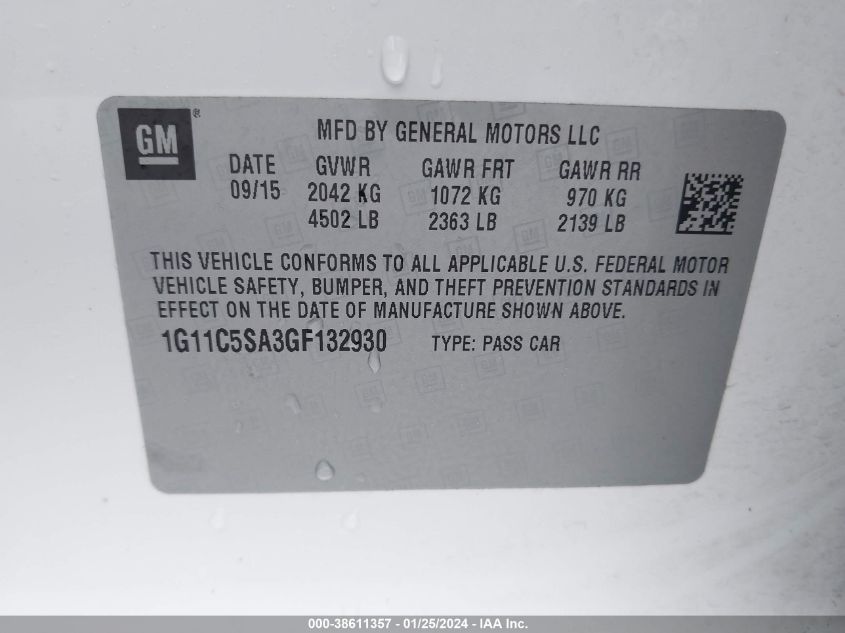 GM ®
MFD BY GENERAL MOTORS LLC
DATE GVWR GAWR FRT GAWR RR
09/15 2042 KG 1072 KG 970 KG
4502 LB 2363 LB 2139 LB
THIS VEHICLE CONFORMS TO ALL APPLICABLE U.S. FEDERAL MOTOR
VEHICLE SAFETY, BUMPER, AND THEFT PREVENTION STANDARDS IN
EFFECT ON THE DATE OF MANUFACTURE SHOWN ABOVE.
1G11C5SA3GF132930 TYPE: PASS CAR
000-38611357 - 01/25/2024 - IAA Inc.